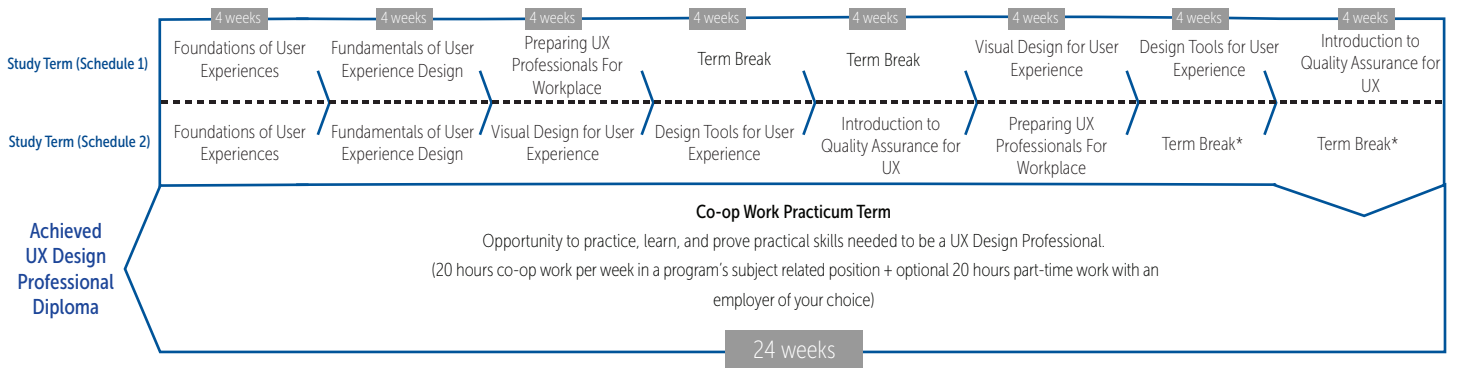 4 weeks
4 weeks
4 weeks
4 weeks
4 weeks
4 weeks
4 weeks
4 weeks
Study Term (Schedule 1)
Foundations of User
Experiences
Fundamentals of User
Experience Design
Preparing UX
Professionals For
Workplace
Term Break
Term Break
Visual Design for User
Experience
Design Tools for User
Experience
Introduction to
Quality Assurance for
UX
Study Term (Schedule 2)
Foundations of User
Experiences
Fundamentals of User
Experience Design
Visual Design for User
Experience
Design Tools for User
Experience
Introduction to
Quality Assurance for
UX
Preparing UX
Professionals For
Workplace
Term Break*
Term Break*
Achieved
UX Design
Professional
Diploma
Co-op Work Practicum Term
Opportunity to practice, learn, and prove practical skills needed to be a UX Design Professional.
(20 hours co-op work per week in a program's subject related position + optional 20 hours part-time work with an
employer of your choice)
24 weeks